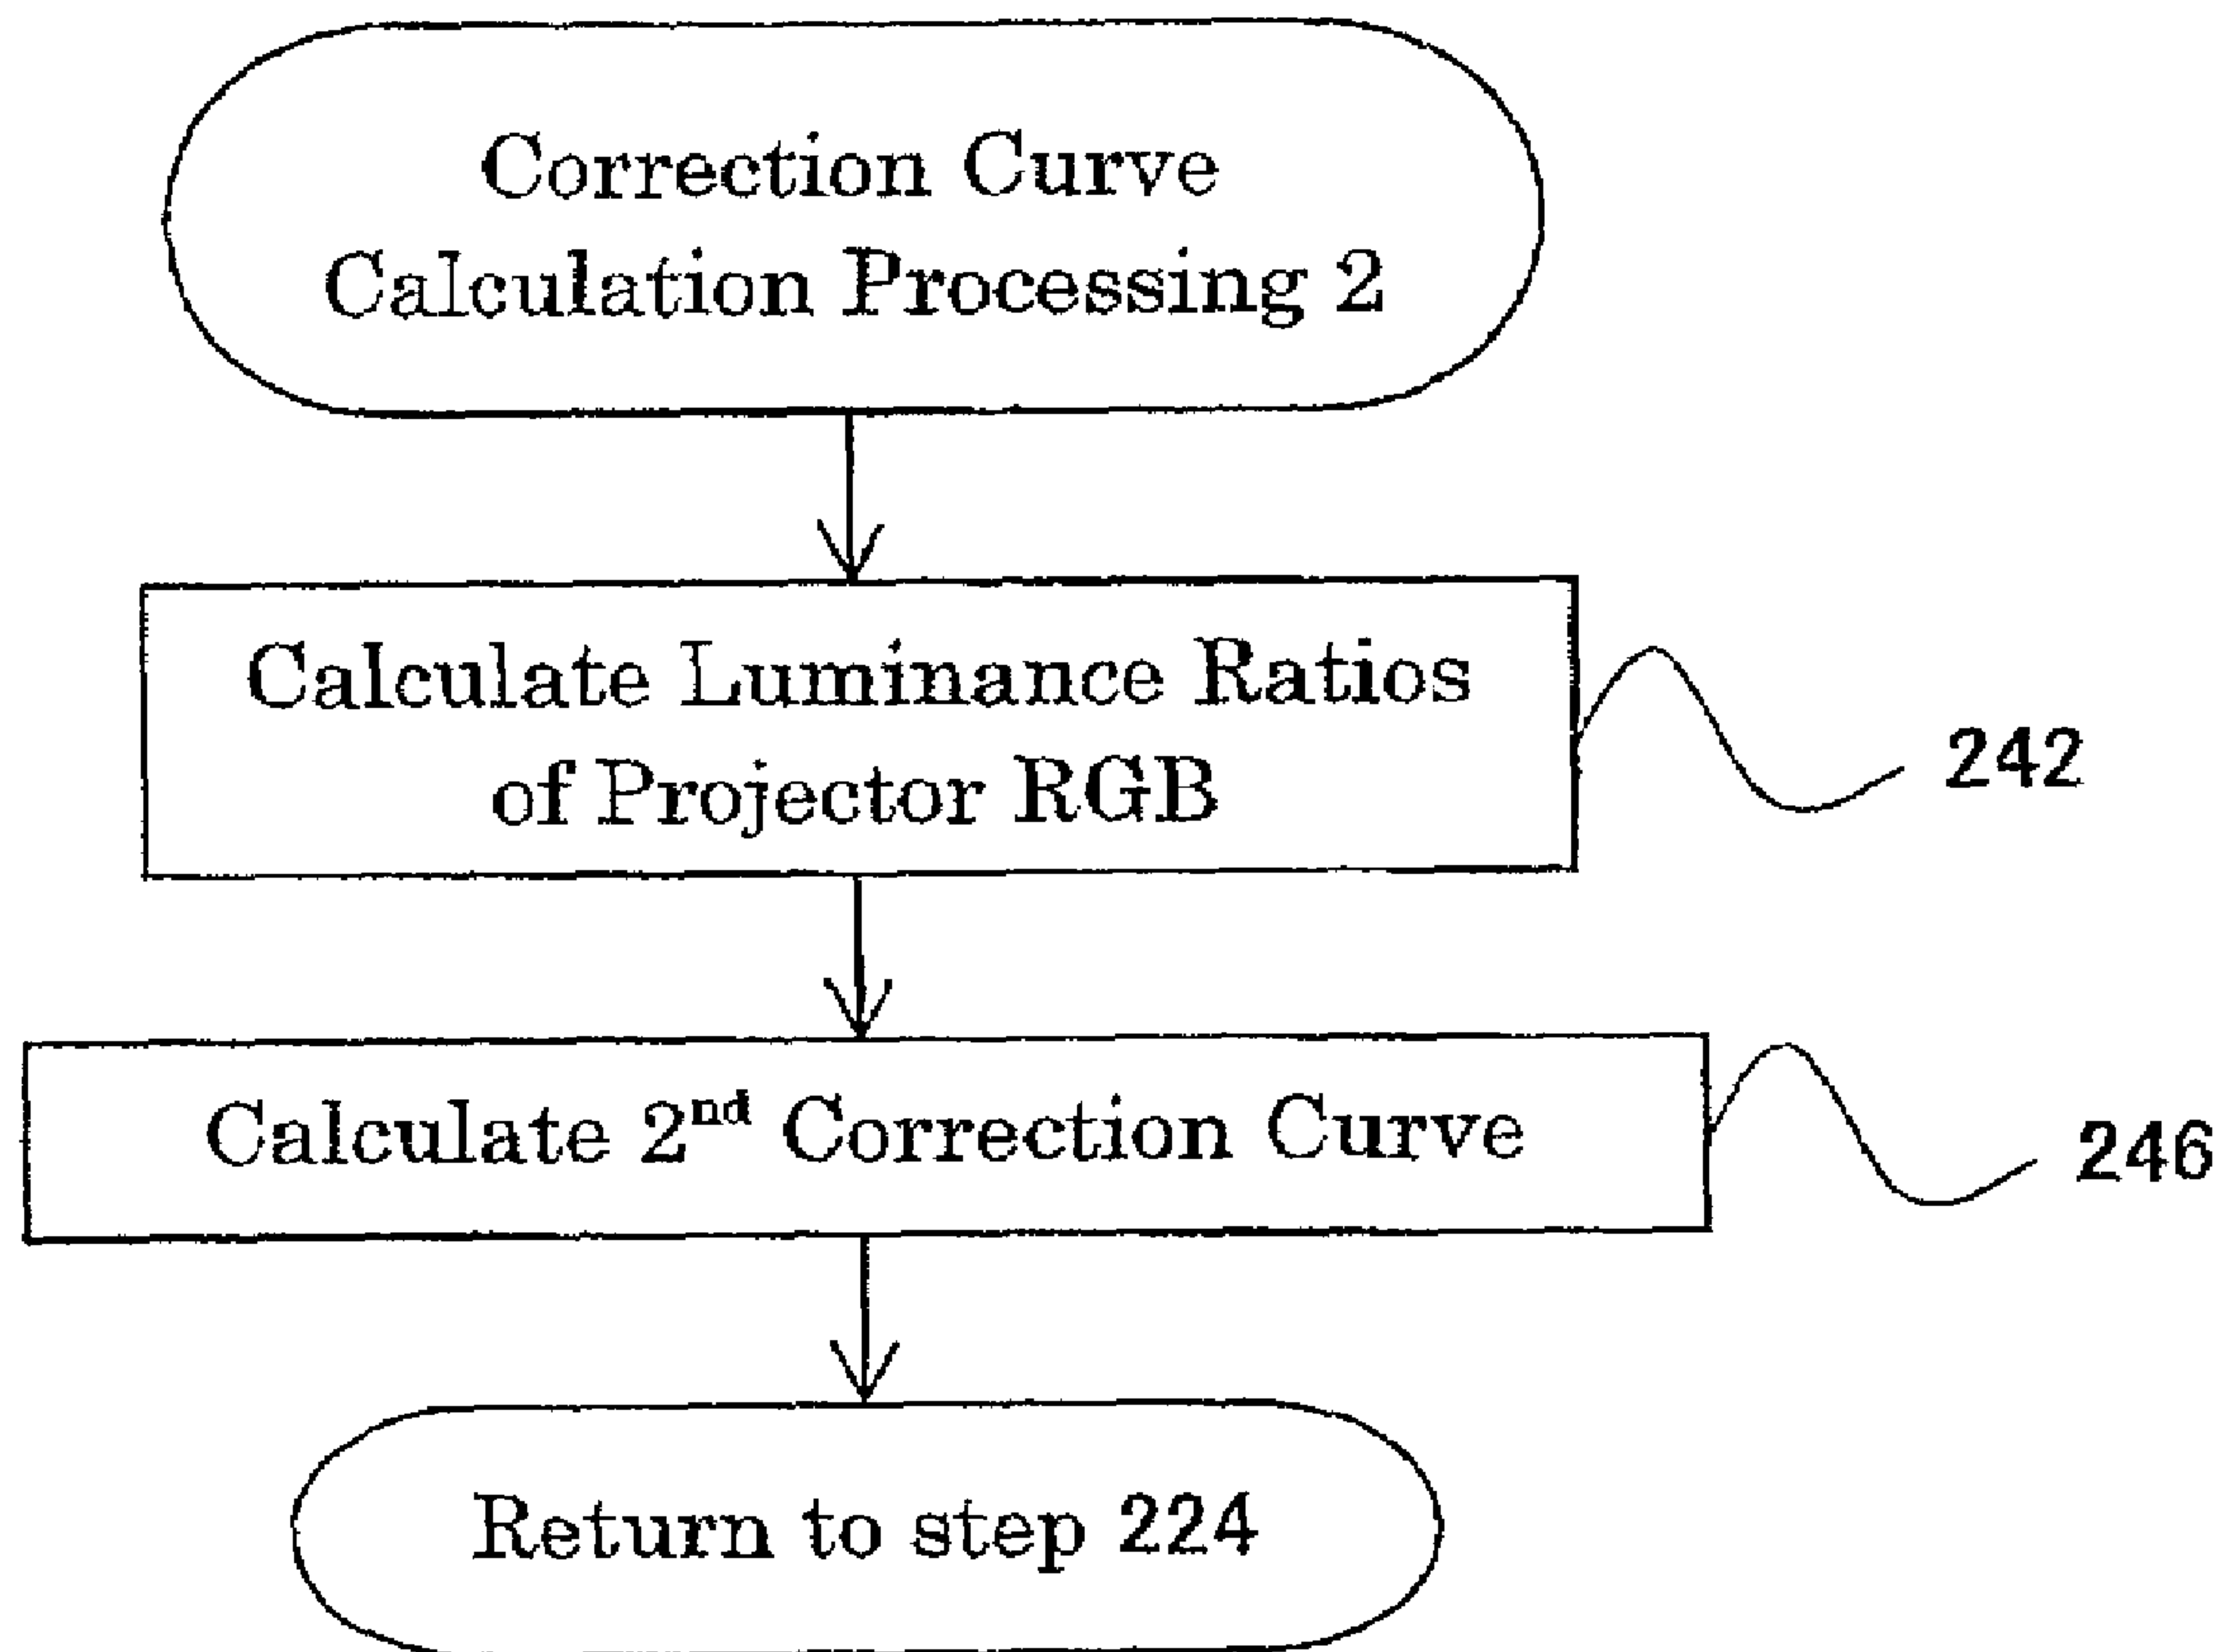 Correction Curve
Calculation Processing 2
Calculate Luminance Ratios
of Projector RGB
242
Calculate 2nd Correction Curve
246
Return to step 224